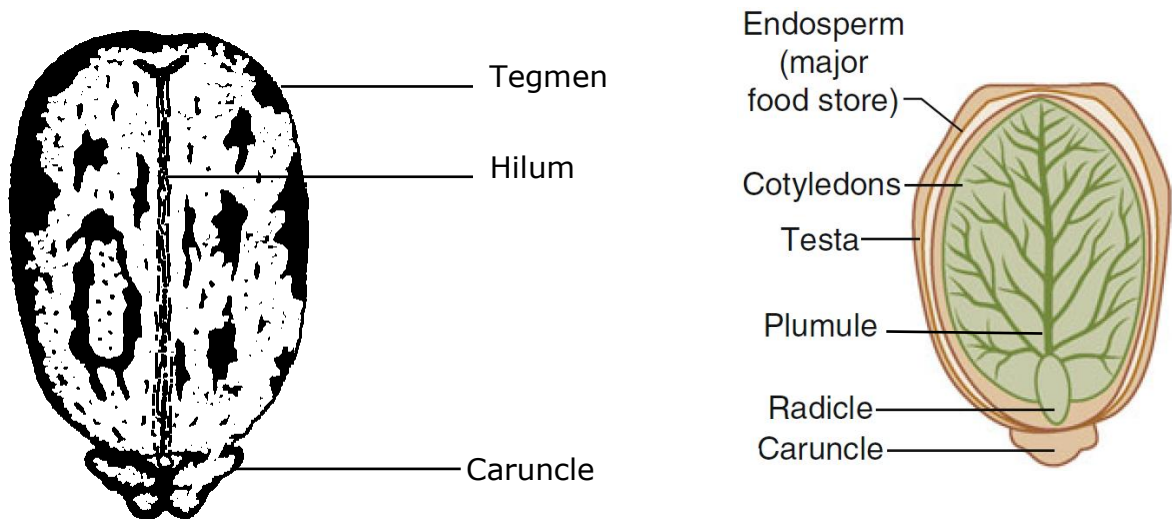 Tegmen
Hilum
Caruncle
Endosperm
(major
food store)
Cotyledons
Testa
Plumule
Radicle
Caruncle